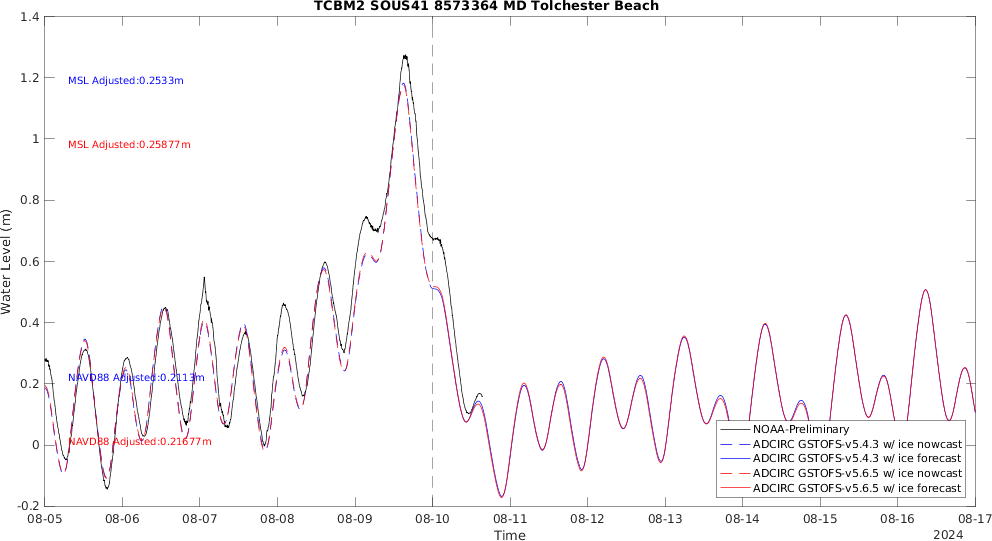 TCBM2 SOUS41 8573364 MD Tolchester Beach
1.4
1.2
1
0.8
0.6
0.4
0.2
0
-0.2
Water Level (m)
MSL Adjusted:0.2533m
MSL Adjusted:0.25877m
NAVD88 Adjusted:0.2113m
NAVD88 Adjusted:0.21677m
NOAA-Preliminary
ADCIRC GSTOFS-v5.4.3 w/ ice nowcast
ADCIRC GSTOFS-v5.4.3 w/ ice forecast
ADCIRC GSTOFS-v5.6.5 w/ ice nowcast
ADCIRC GSTOFS-v5.6.5 w/ ice forecast
08-05 08-06 08-07 08-08 08-09 08-10 08-11 08-12 08-13 08-14 08-15 08-16 08-17
Time
2024